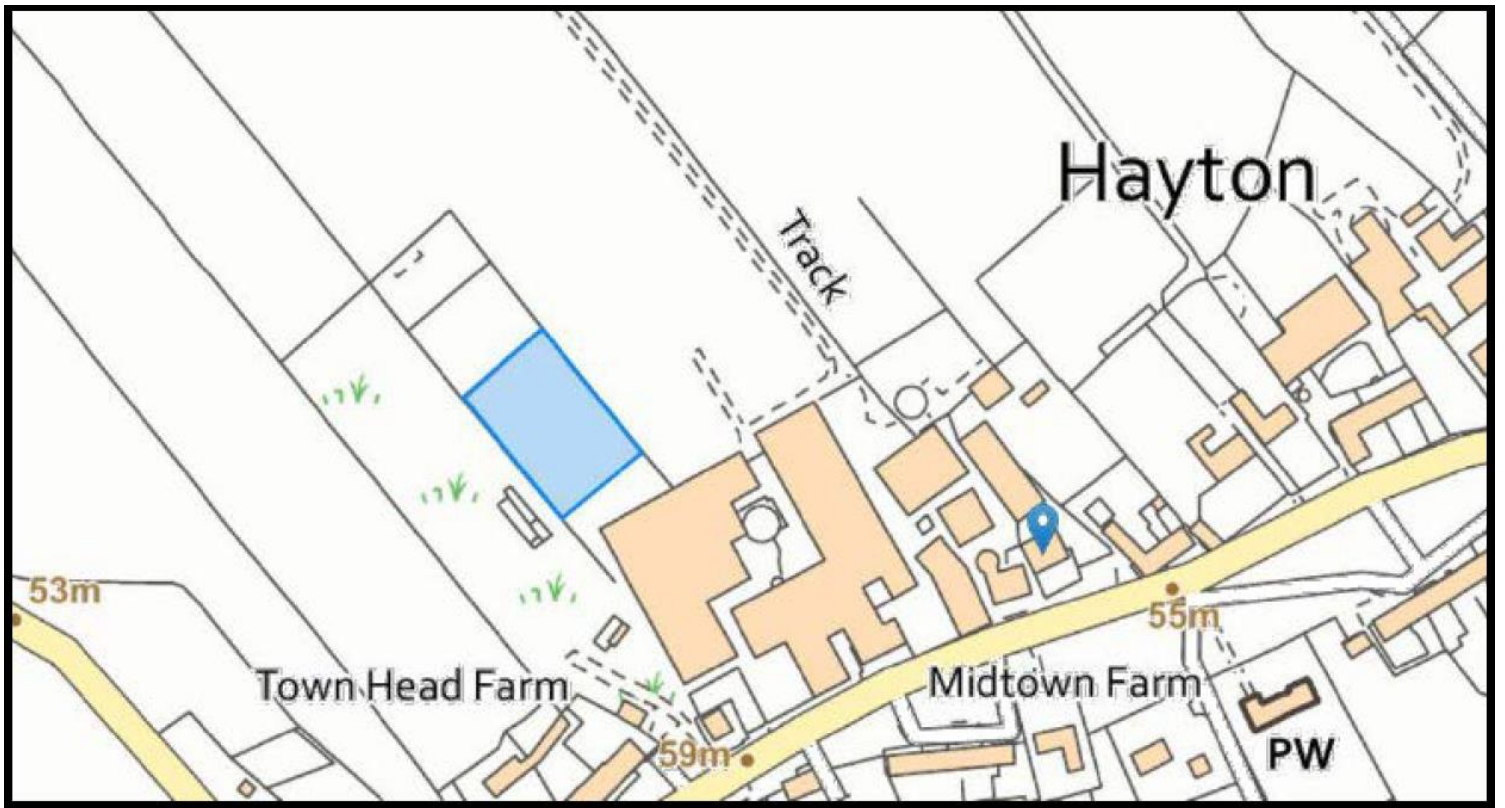 Hayton
Track
53m
55m
Town Head Farm
Midtown Farm
59m
PW